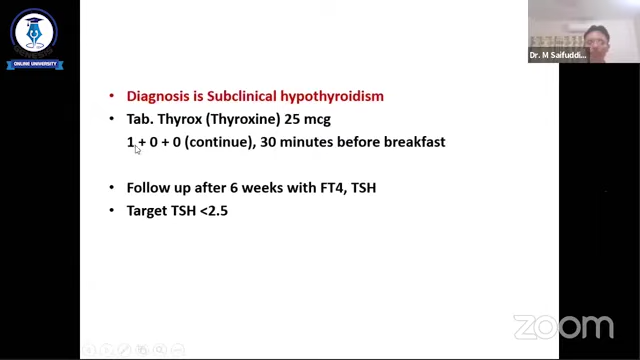 ONLINE UNIVERSITY
Dr. M Saifuddi...
• Diagnosis is Subclinical hypothyroidism
• Tab. Thyrox (Thyroxine) 25 mcg
1 + 0 + 0 (continue), 30 minutes before breakfast
• Follow up after 6 weeks with FT4, TSH
• Target TSH <2.5
zoom